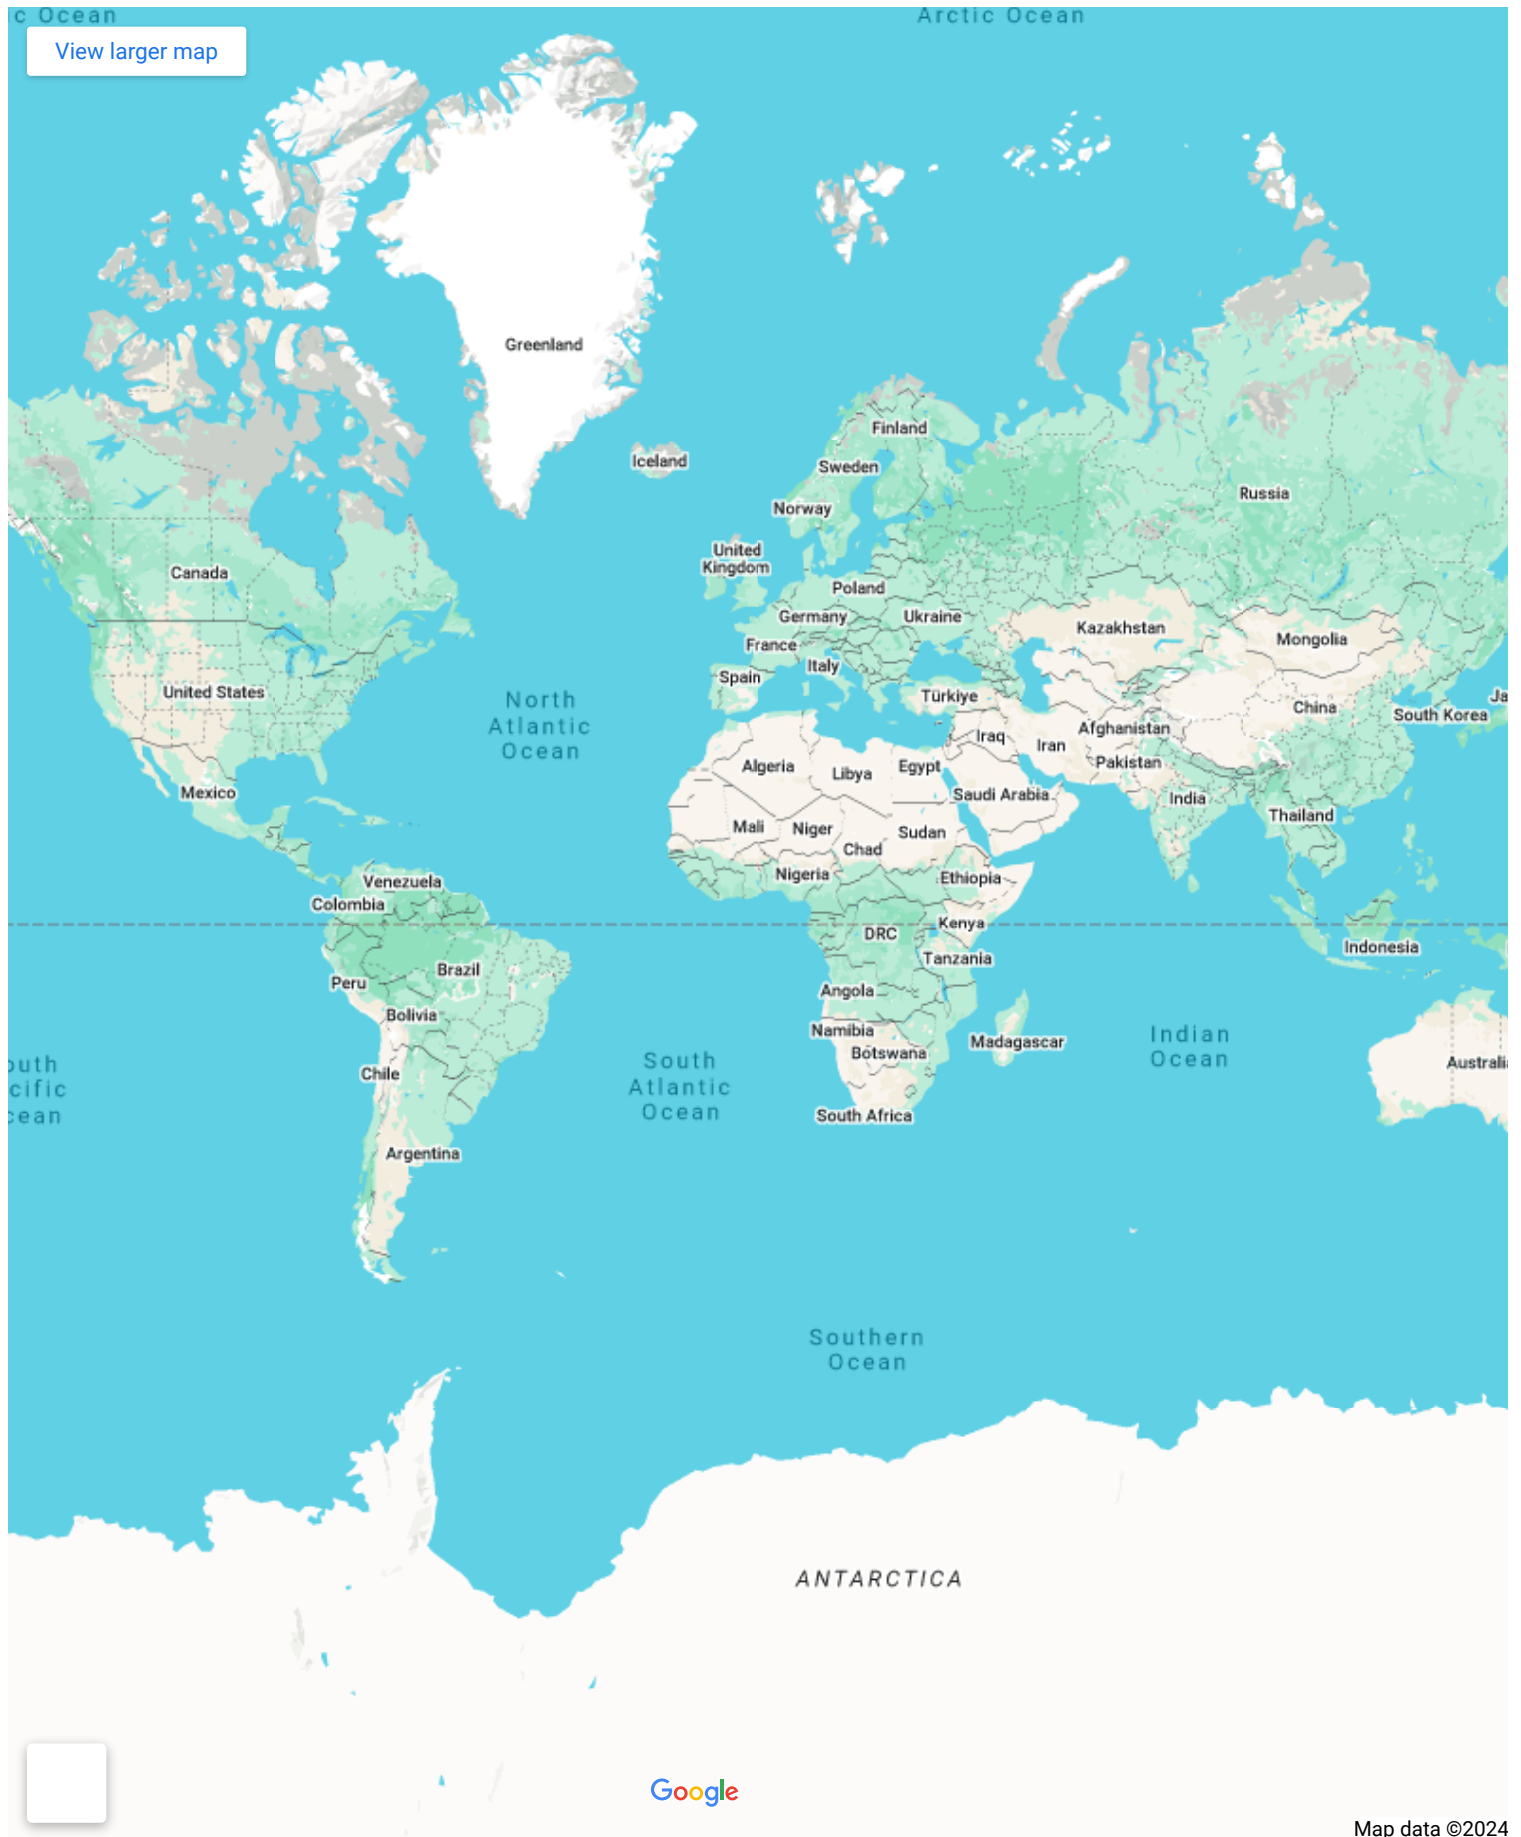 ic Ocean
Arctic Ocean
View larger map
Greenland
Finland
Iceland
Sweden
Russia
Norway
United
Kingdom
Canada
Poland
Germany
Ukraine
Kazakhstan
Mongolia
France
Italy
Spain
United States
Türkiye
Ja
China
South Korea
North
Atlantic
Ocean
Afghanistan
Iraq
Iran
Pakistan
Algeria
Libya
Egypt
Mexico
Saudi Arabia
India
Thailand
Mali
Niger
Sudan
Chad
Nigeria
Ethiopia
Venezuela
Colombia
Kenya
DRC
Indonesia
Tanzania
Brazil
Peru
Angola
Bolivia
Namibia
Botswana
Madagascar
Indian
Ocean
South
Atlantic
Ocean
outh
cific
cean
Chile
Australi
South Africa
Argentina
Southern
Ocean
ANTARCTICA
Google
Map data ©2024